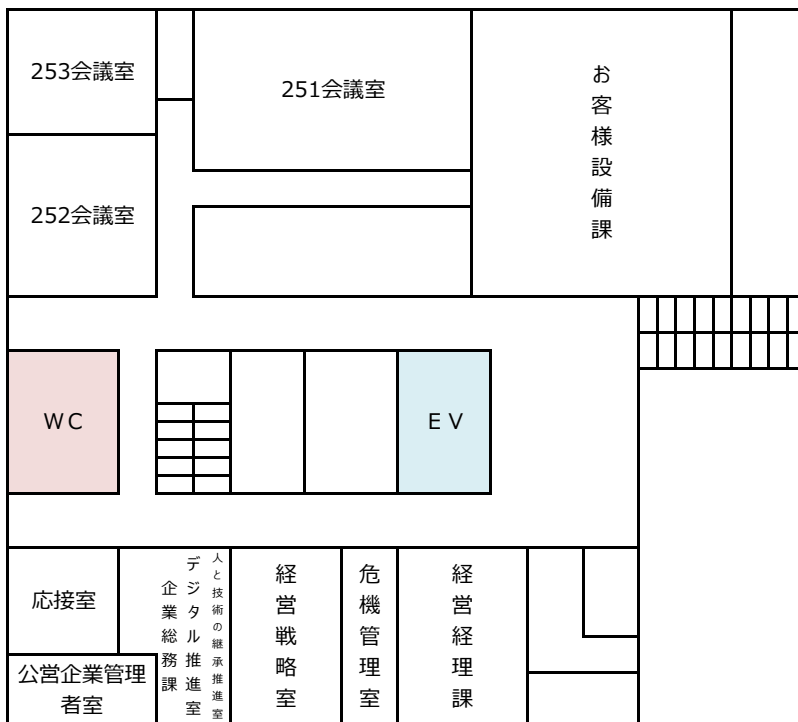 253会議室
251会議室
お客様設備課
252会議室
WC
EV
応接室
公営企業管理
者室
企業総務課
デジタル推進室
人と技術の継承推進室
経営戦略室
危機管理室
経営経理課